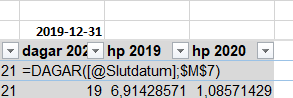 2019-12-31
dagar 202 hp 2019 hp 2020
21 =DAGAR([@Slutdatum];$M$7)
21 19 6,91428571 1,08571429